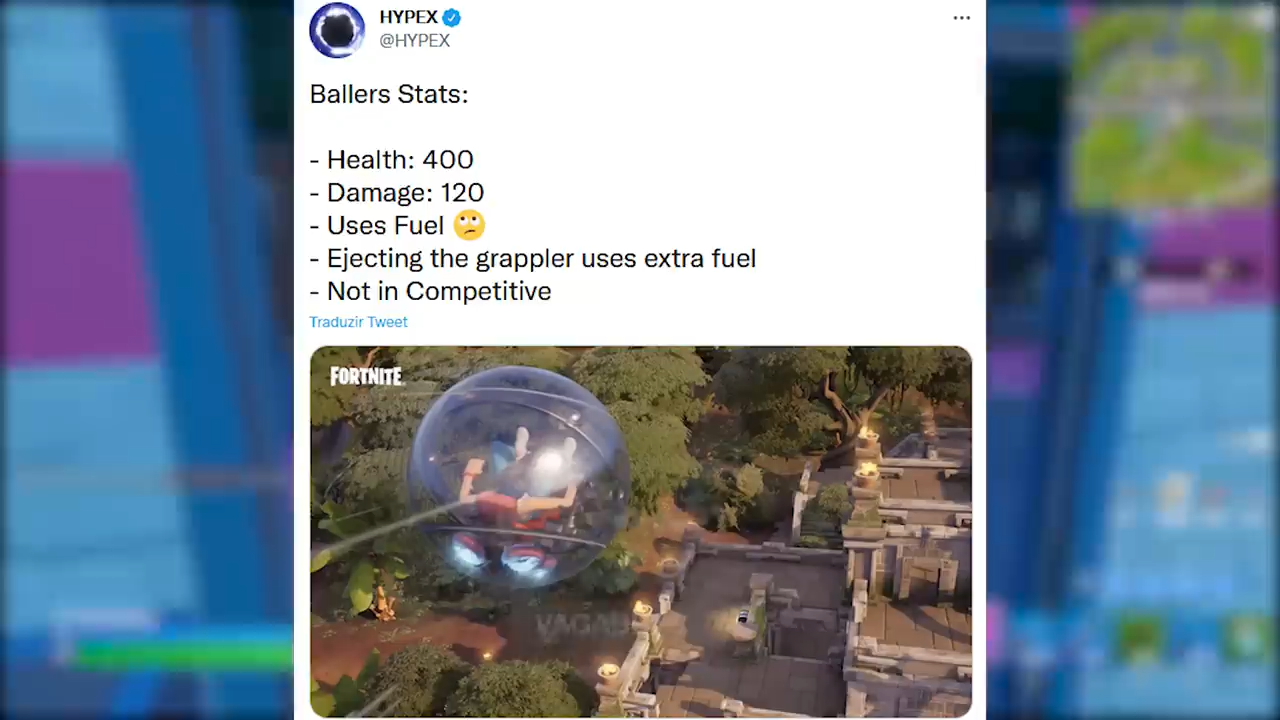 HYPEX
@HYPEX
Ballers Stats:
- Health: 400
- Damage: 120
- Uses Fuel 🙄
- Ejecting the grappler uses extra fuel
- Not in Competitive
Traduzir Tweet
FORTNITE